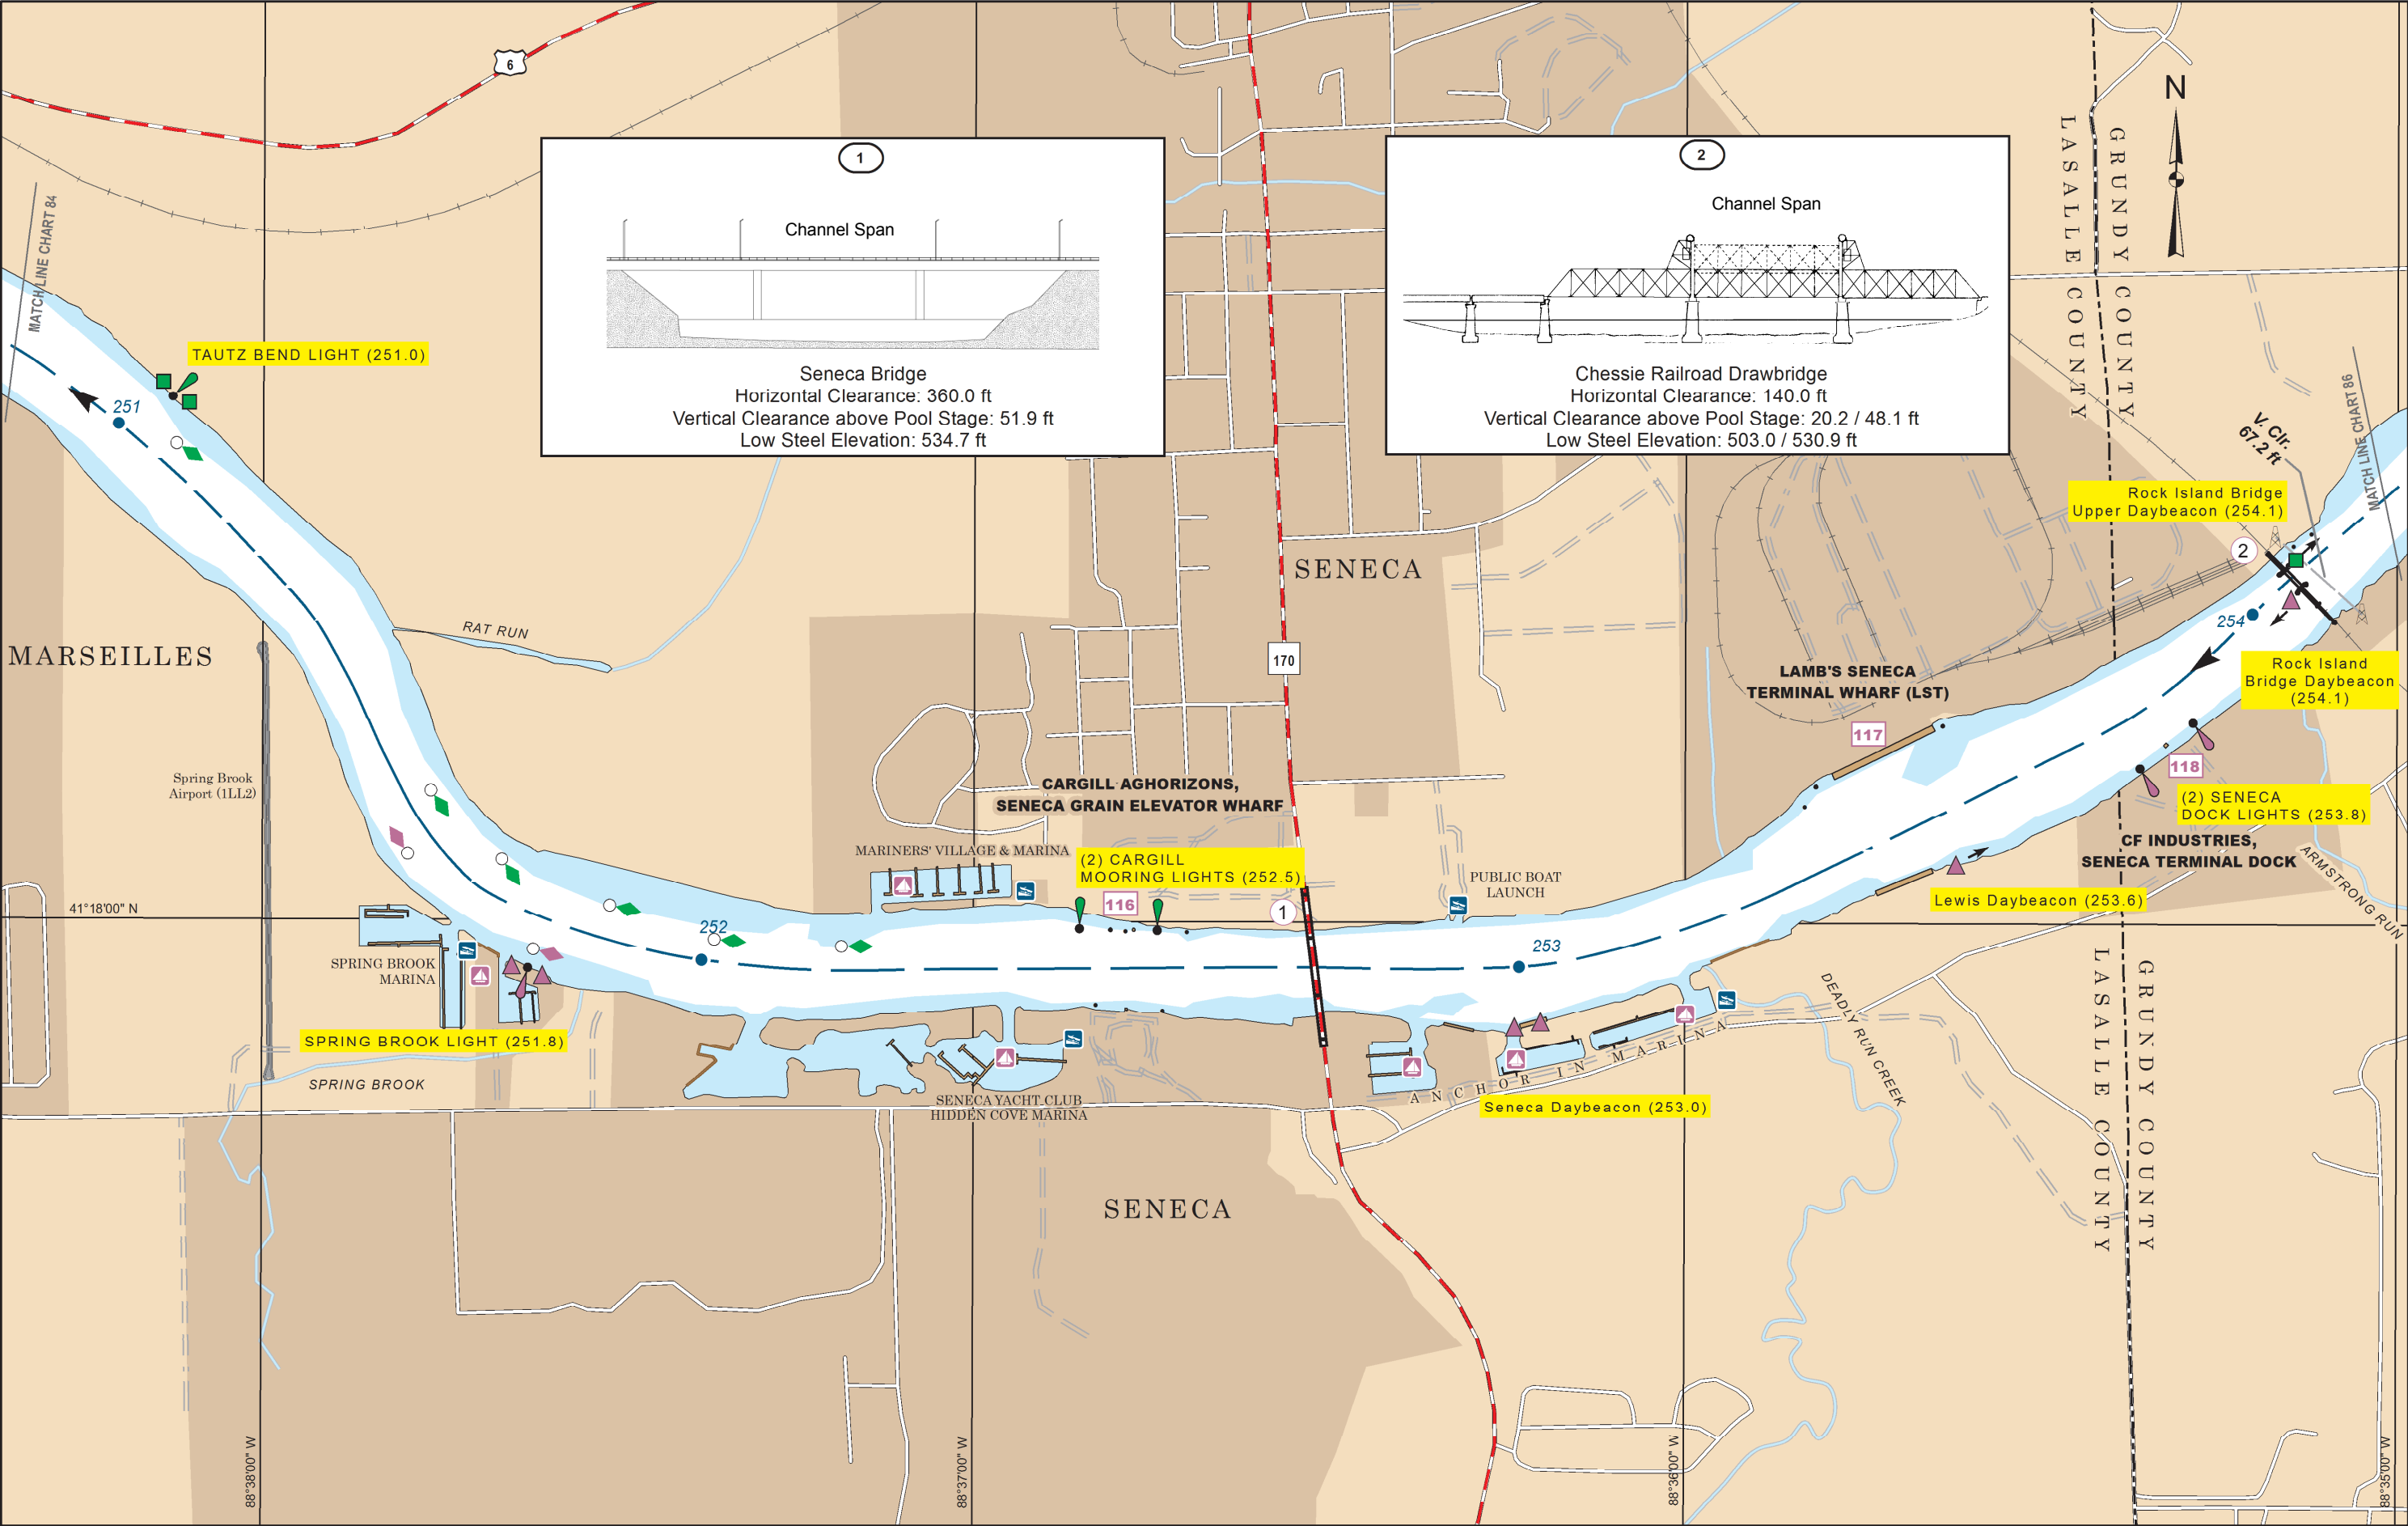 6
N
1
Channel Span
Seneca Bridge
Horizontal Clearance: 360.0 ft
Vertical Clearance above Pool Stage: 51.9 ft
Low Steel Elevation: 534.7 ft
2
Channel Span
Chessie Railroad Drawbridge
Horizontal Clearance: 140.0 ft
Vertical Clearance above Pool Stage: 20.2 / 48.1 ft
Low Steel Elevation: 503.0 / 530.9 ft
LASALLE COUNTY
GRUNDY COUNTY
MATCH LINE CHART 84
TAUTZ BEND LIGHT (251.0)
251
MATCH LINE CHART 86
V. Clr.
67.2 ft
Rock Island Bridge
Upper Daybeacon (254.1)
2
SENECA
254
RAT RUN
MARSEILLES
170
LAMB'S SENECA
TERMINAL WHARF (LST)
Rock Island
Bridge Daybeacon
(254.1)
117
118
Spring Brook
Airport (1LL2)
CARGILL AGHORIZONS,
SENECA GRAIN ELEVATOR WHARF
(2) SENECA
DOCK LIGHTS (253.8)
CF INDUSTRIES,
SENECA TERMINAL DOCK
MARINERS' VILLAGE & MARINA
(2) CARGILL
MOORING LIGHTS (252.5)
116
1
PUBLIC BOAT
LAUNCH
Lewis Daybeacon (253.6)
ARMSTRONG RUN
41°18'00" N
252
253
SPRING BROOK
MARINA
SPRING BROOK LIGHT (251.8)
SPRING BROOK
SENECA YACHT CLUB
HIDDEN COVE MARINA
ANCHOR IN MARINA
Seneca Daybeacon (253.0)
DEADLY RUN CREEK
LASALLE COUNTY
GRUNDY COUNTY
SENECA
88°38'00" W
88°37'00" W
88°36'00" W
88°35'00" W